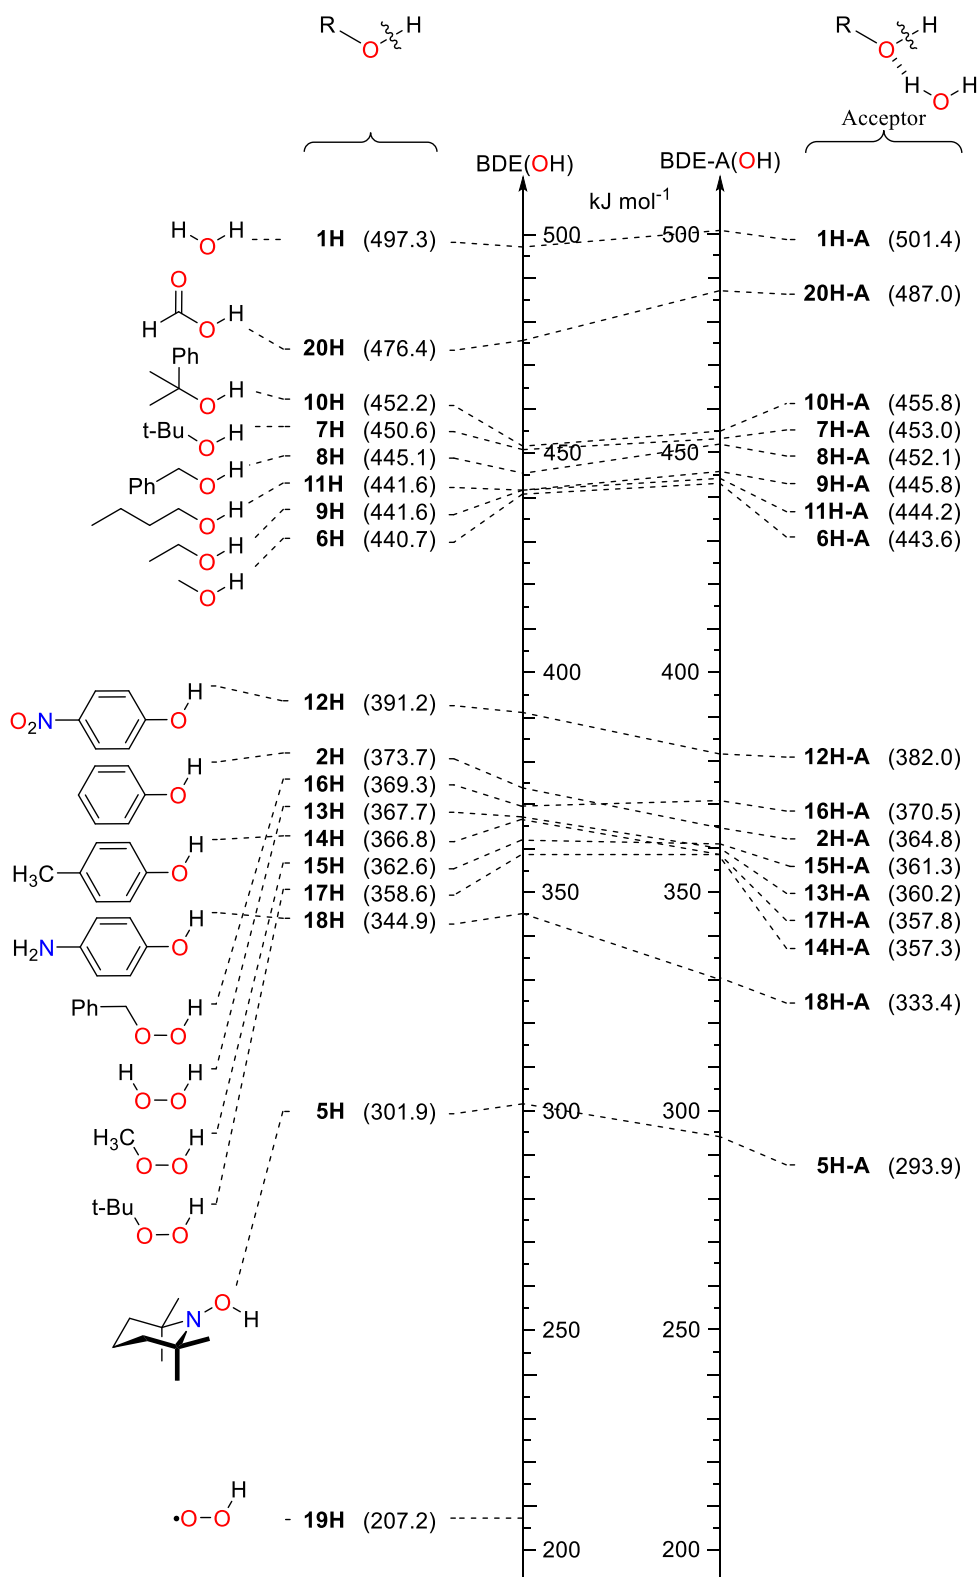 R H
O
R H
O
H H
O
Acceptor
BDE(OH) BDE-A(OH)
kJ mol-1
H H
O
1H (497.3) 500 500 1H-A (501.4)
O
H H
O
20H-A (487.0)
20H (476.4)
Ph
H
O
10H (452.2) 10H-A (455.8)
t-Bu H
O
7H (450.6) 7H-A (453.0)
450 450
H
Ph O
8H (445.1) 8H-A (452.1)
H
O
11H (441.6) 9H-A (445.8)
H
O
9H (441.6) 11H-A (444.2)
H
O
6H (440.7) 6H-A (443.6)
400 400
H
O2N O
12H (391.2)
12H-A (382.0)
H
O
2H (373.7)
16H (369.3) 16H-A (370.5)
13H (367.7) 2H-A (364.8)
H
H3C O
14H (366.8)
15H (362.6) 15H-A (361.3)
17H (358.6) 350 350 13H-A (360.2)
H
H2N O
18H (344.9) 17H-A (357.8)
14H-A (357.3)
Ph H
O O
18H-A (333.4)
H H
O O
5H (301.9) 300 300
H3C H
O O
5H-A (293.9)
t-Bu H
O O
N O H
250 250
H
•O O
19H (207.2)
200 200